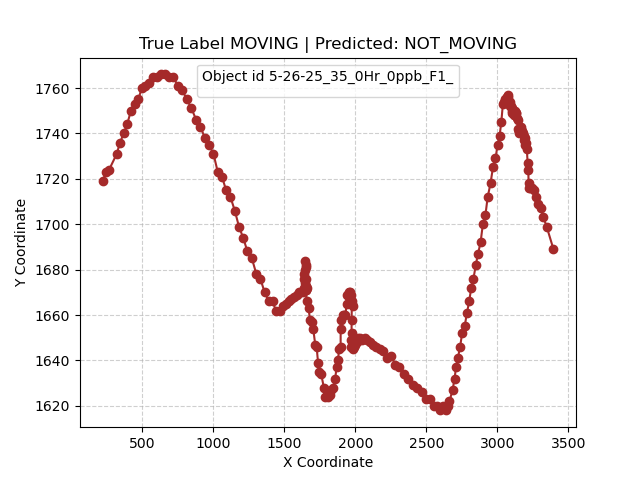 True Label MOVING | Predicted: NOT_MOVING
Object id 5-26-25_35_0Hr_0ppb_F1_
Y Coordinate
1760
1740
1720
1700
1680
1660
1640
1620
500 1000 1500 2000 2500 3000 3500
X Coordinate